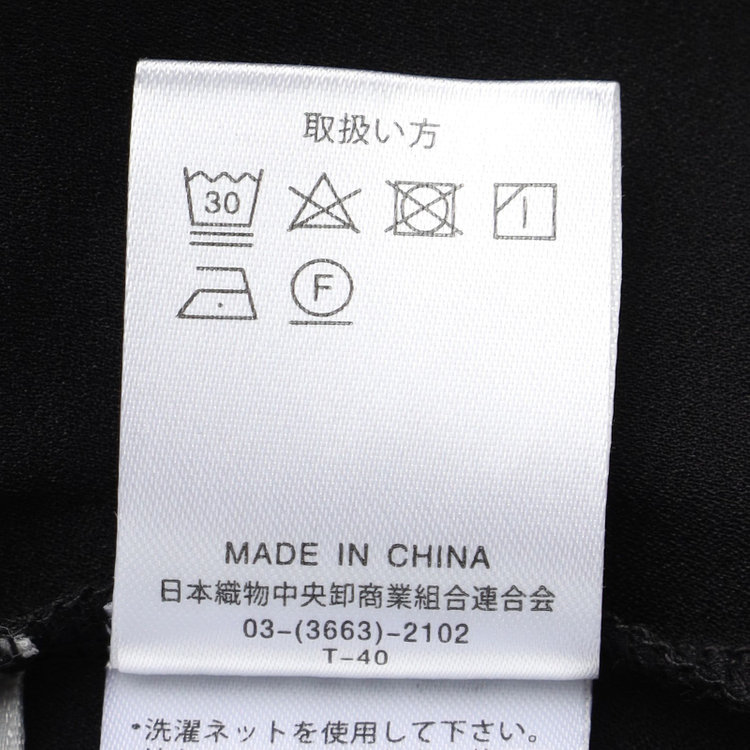 取扱い方
30
F
MADE IN CHINA
日本織物中央卸商業組合連合会
03-(3663)-2102
T-40
*洗濯ネットを使用して下さい。